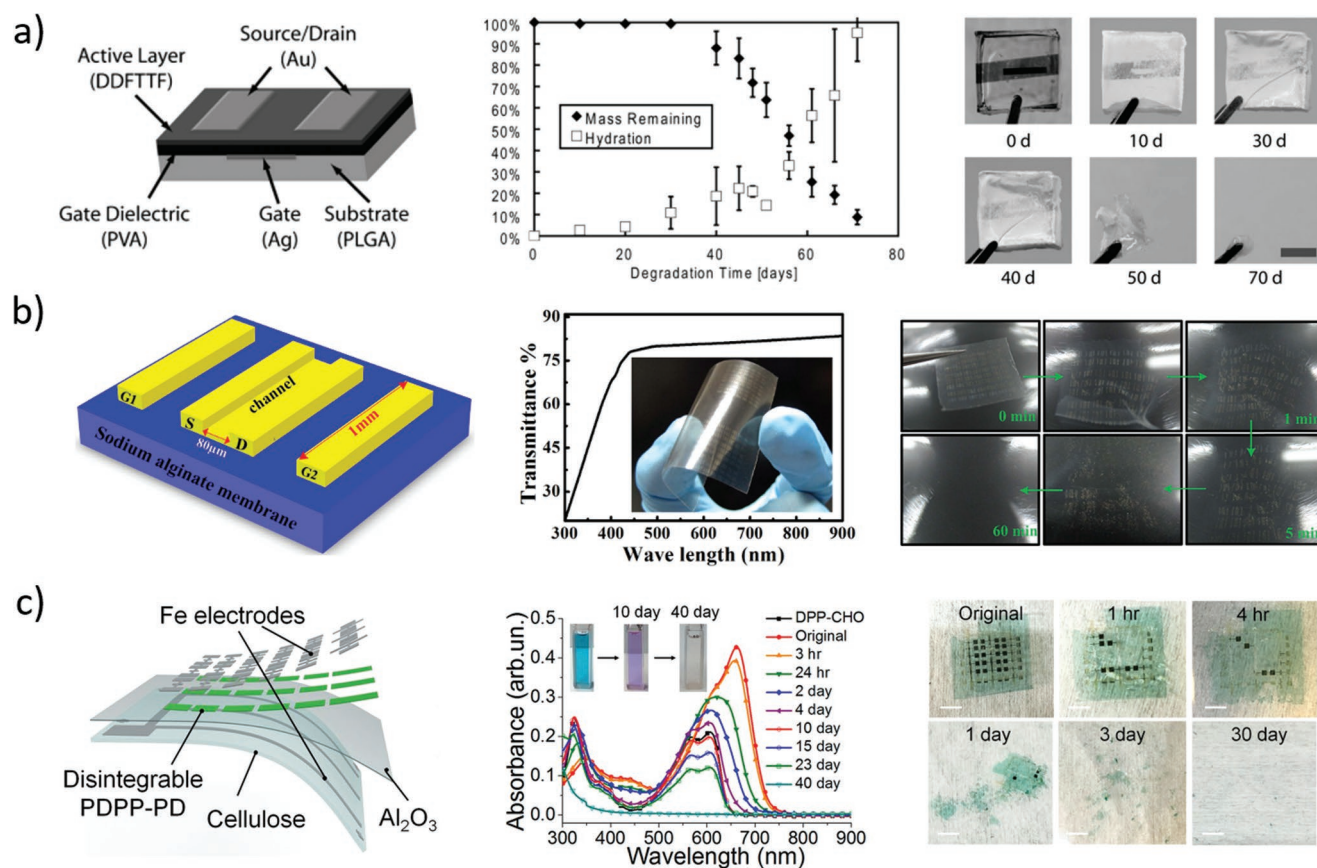 a)
Source/Drain
(Au)
Active Layer
(DDFTTF)
Gate Dielectric
(PVA)
Gate
(Ag)
Substrate
(PLGA)
100%
90%
80%
70%
60%
50%
40%
30%
20%
10%
0%
Mass Remaining
Hydration
0 20 40 60 80
Degradation Time [days]
0 d 10 d 30 d
40 d 50 d 70 d
b)
G1
S
channel
D
80μm
1mm
G2
Sodium alginate membrane
Transmittance %
90
75
60
45
30
300 400 500 600 700 800 900
Wave length (nm)
0 min
1 min
60 min
5 min
c)
Fe electrodes
Disintegrable
PDPP-PD
Cellulose
Al₂O₃
Absorbance (arb.un.)
0.5
0.4
0.3
0.2
0.1
0.0
10 day 40 day
DPP-CHO
Original
3 hr
24 hr
2 day
4 day
10 day
15 day
23 day
40 day
300 400 500 600 700 800 900
Wavelength (nm)
Original 1 hr 4 hr
1 day 3 day 30 day